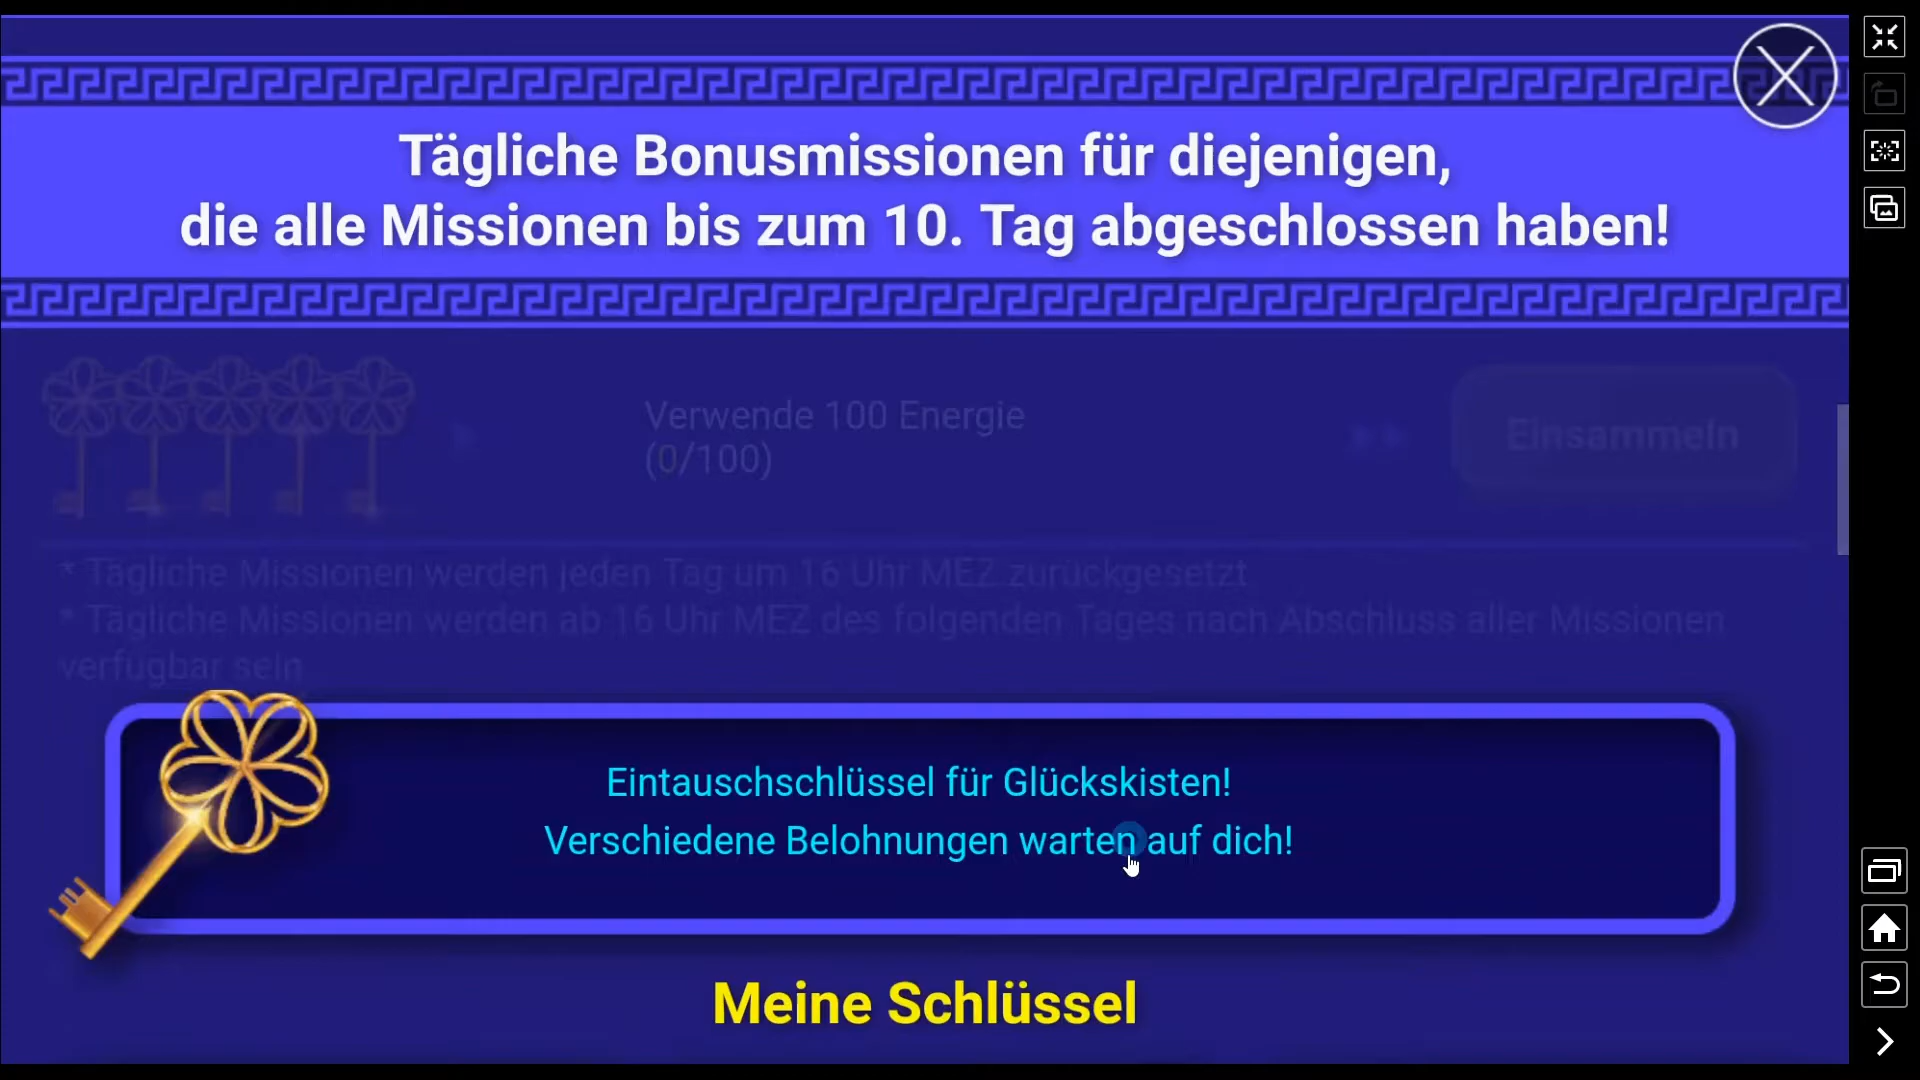 Tägliche Bonusmissionen für diejenigen,
die alle Missionen bis zum 10. Tag abgeschlossen haben!
Verwende 100 Energie
(0/100)
Einsammeln
* Tägliche Missionen werden jeden Tag um 16 Uhr MEZ zurückgesetzt
* Tägliche Missionen werden ab 16 Uhr MEZ des folgenden Tages nach Abschluss aller Missionen
verfügbar sein
Eintauschschlüssel für Glückskisten!
Verschiedene Belohnungen warten auf dich!
Meine Schlüssel